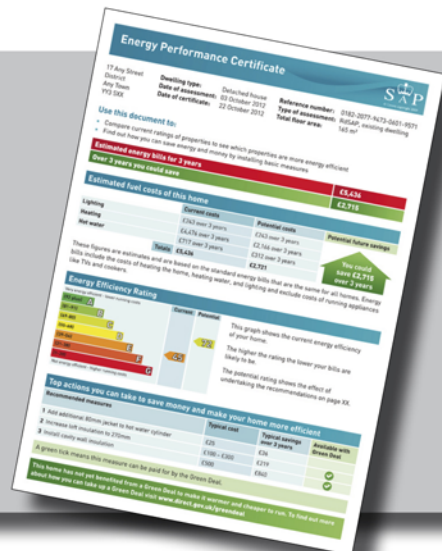 Energy Performance Certificate
SAP
17 Any Street
District
Any Town
YY3 5XX
Dwelling type: Detached house
Date of assessment: 03 October 2012
Date of certificate: 22 October 2012
Reference number: 0182-2077-9473-0601-9571
Type of assessment: RdSAP, existing dwelling
Total floor area: 165 m²
Use this document to:
• Compare current ratings of properties to see which properties are more energy efficient
• Find out how you can save energy and money by installing basic measures
Estimated energy bills for 3 years £5,436
Over 3 years you could save £2,715
Estimated fuel costs of this home
Current costs Potential costs Potential future savings
Lighting £243 over 3 years £243 over 3 years
Heating £4,476 over 3 years £2,166 over 3 years
Hot water £717 over 3 years £312 over 3 years
Totals £5,436 £2,721
You could
save £2,715
over 3 years
These figures are estimates and are based on the standard energy bills that are the same for all homes. Energy
bills include the costs of heating the home, heating water, and lighting and exclude costs of running appliances
like TVs and cookers.
Energy Efficiency Rating
Very energy efficient - lower running costs
Current Potential
A
B
C
D
E
F
G
Not energy efficient - higher running costs
This graph shows the current energy efficiency
of your home.
The higher the rating the lower your bills are
likely to be.
The potential rating shows the effect of
undertaking the recommendations on page XX.
Top actions you can take to save money and make your home more efficient
Recommended measures Typical cost Typical savings over 3 years Available with Green Deal
1 Add additional 80mm jacket to hot water cylinder £25 £36
2 Increase loft insulation to 270mm £100 - £300 £219
3 Install cavity wall insulation £500 £840
A green tick means this measure can be paid for by the Green Deal.
This home has not yet benefited from a Green Deal to make it warmer and cheaper to run. To find out more
about how you can take up a Green Deal visit www.direct.gov.uk/greendeal